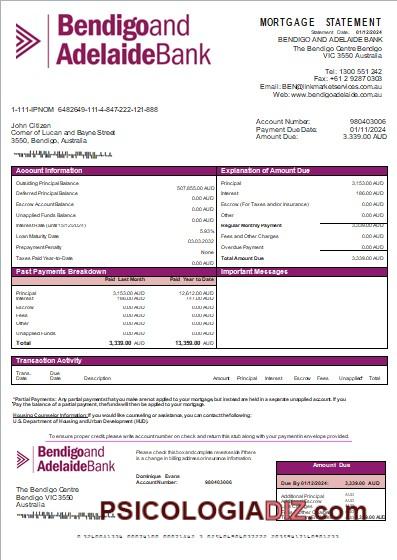 Bendigo and
Adelaide Bank
MORTGAGE STATEMENT
Statement Date: 01/12/2024
BENDIGO AND ADELAIDE BANK
The Bendigo Centre Bendigo
VIC 3550 Australia
Tel: 1300 551 242
Fax: +61 2 9287 0303
Email: BEN@linkmarketservices.com.au
Web: www.bendigoadelaide.com.au
1-111-IPNOM 6482649-111-4-847-222-121-888
John Citizen
Corner of Lucan and Bayne Street
3550, Bendigo, Australia
Account Number: 980403006
Payment Due Date: 01/11/2024
Amount Due: 3.339.00 AUD
Account Information
Outstanding Principal Balance
507,855.00 AUD
Deferred Principal Balance
0.00 AUD
Escrow Account Balance
0.00 AUD
Unapplied Funds Balance
0.00 AUD
Interest Rate (until 12/12/2024)
5.83%
Loan Maturity Date
03.03.2032
Prepayment Penalty
None
Taxes Paid Year-to-Date
0.00 AUD
Explanation of Amount Due
Principal 3,153.00 AUD
Interest 186.00 AUD
Escrow (For Taxes and/or Insurance) 0.00 AUD
Other 0.00 AUD
Regular Monthly Payment 3,339.00 AUD
Fees and Other Charges 0.00 AUD
Overdue Payment 0.00 AUD
Total Amount Due 3,339.00 AUD
Past Payments Breakdown
Paid Last Month Paid Year to Date
Principal 3,153.00 AUD 12,612.00 AUD
Interest 186.00 AUD 747.00 AUD
Escrow 0.00 AUD 0.00 AUD
Fees 0.00 AUD 0.00 AUD
Other 0.00 AUD 0.00 AUD
Unapplied Funds 0.00 AUD 0.00 AUD
Total 3,339.00 AUD 13,359.00 AUD
Important Messages
Transaction Activity
Trans. Date Due Date Description Amount Principal Interest Escrow Fees Unapplied* Total
*Partial Payments: Any partial payments that you make are not applied to your mortgage but instead are held in a separate unapplied account. If you
Pay the balance of a partial payment, the funds will then be applied to your mortgage.
Housing Counselor Information: If you would like counseling or assistance, you can contact the following:
U.S. Department of Housing and Urban Development (HUD)
To ensure proper credit, please write account number on check and return this stub along with your payment in envelope provided.
Bendigo and
Adelaide Bank
Please check this box and complete reverse side if there
is a change in billing address or insurance information
Dominique Evans
Account Number: 980403006
The Bendigo Centre
Bendigo VIC 3550
Australia
Amount Due
Due By 01/12/2024: 3,339.00 AUD
Additional Principal AUD
PSICOLOGIADIZ.com